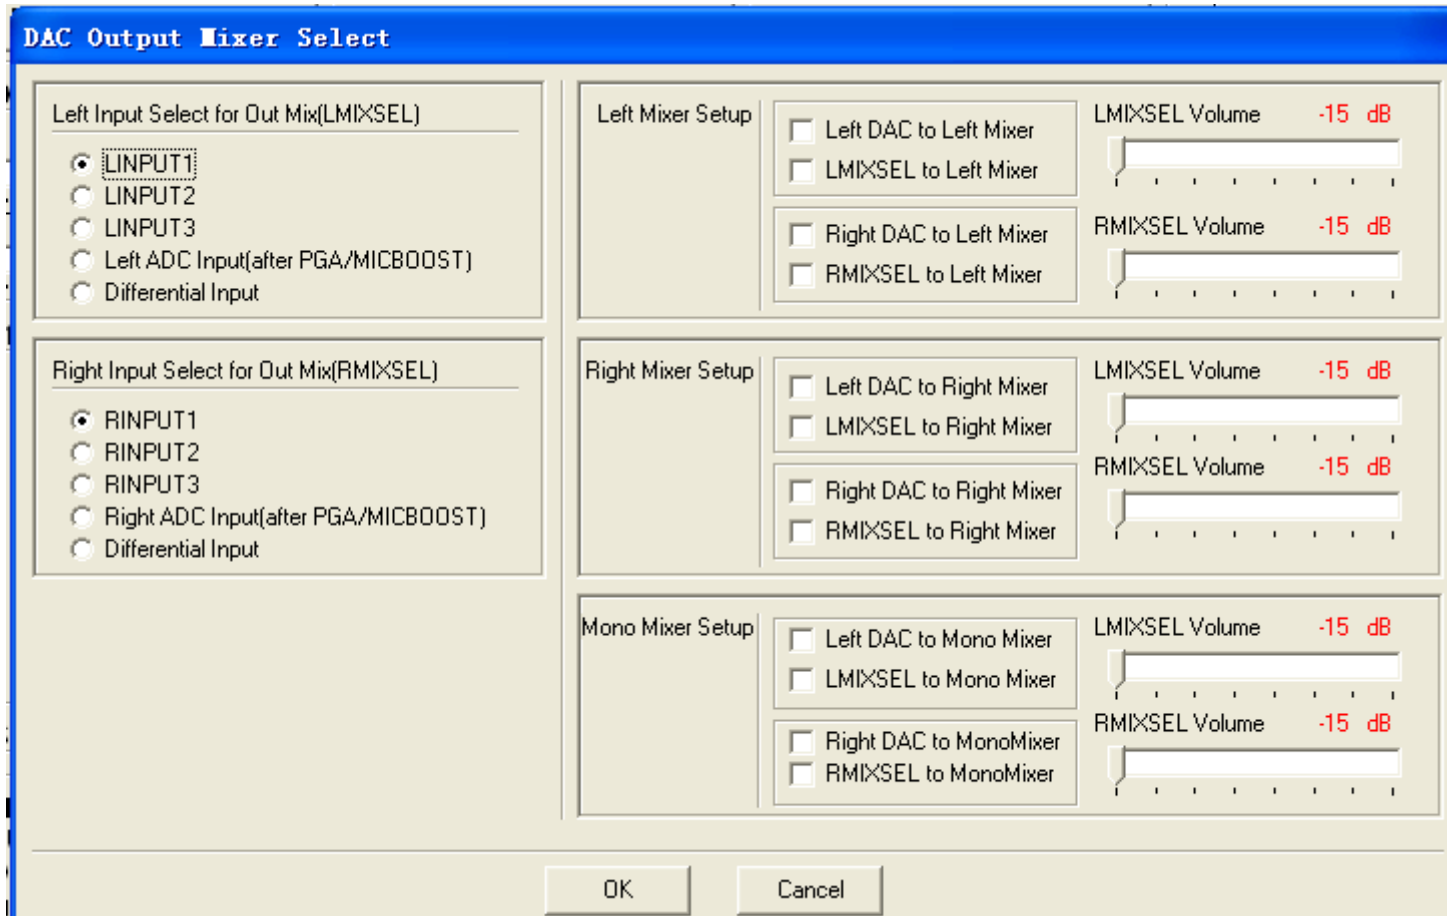 DAC Output Mixer Select
Left Input Select for Out Mix(LMIXSEL)
LINPUT1
LINPUT2
LINPUT3
Left ADC Input(after PGA/MICBOOST)
Differential Input
Right Input Select for Out Mix(RMIXSEL)
RINPUT1
RINPUT2
RINPUT3
Right ADC Input(after PGA/MICBOOST)
Differential Input
Left Mixer Setup
Left DAC to Left Mixer
LMIXSEL to Left Mixer
Right DAC to Left Mixer
RMIXSEL to Left Mixer
LMIXSEL Volume -15 dB
RMIXSEL Volume -15 dB
Right Mixer Setup
Left DAC to Right Mixer
LMIXSEL to Right Mixer
Right DAC to Right Mixer
RMIXSEL to Right Mixer
LMIXSEL Volume -15 dB
RMIXSEL Volume -15 dB
Mono Mixer Setup
Left DAC to Mono Mixer
LMIXSEL to Mono Mixer
Right DAC to MonoMixer
RMIXSEL to MonoMixer
LMIXSEL Volume -15 dB
RMIXSEL Volume -15 dB
OK
Cancel